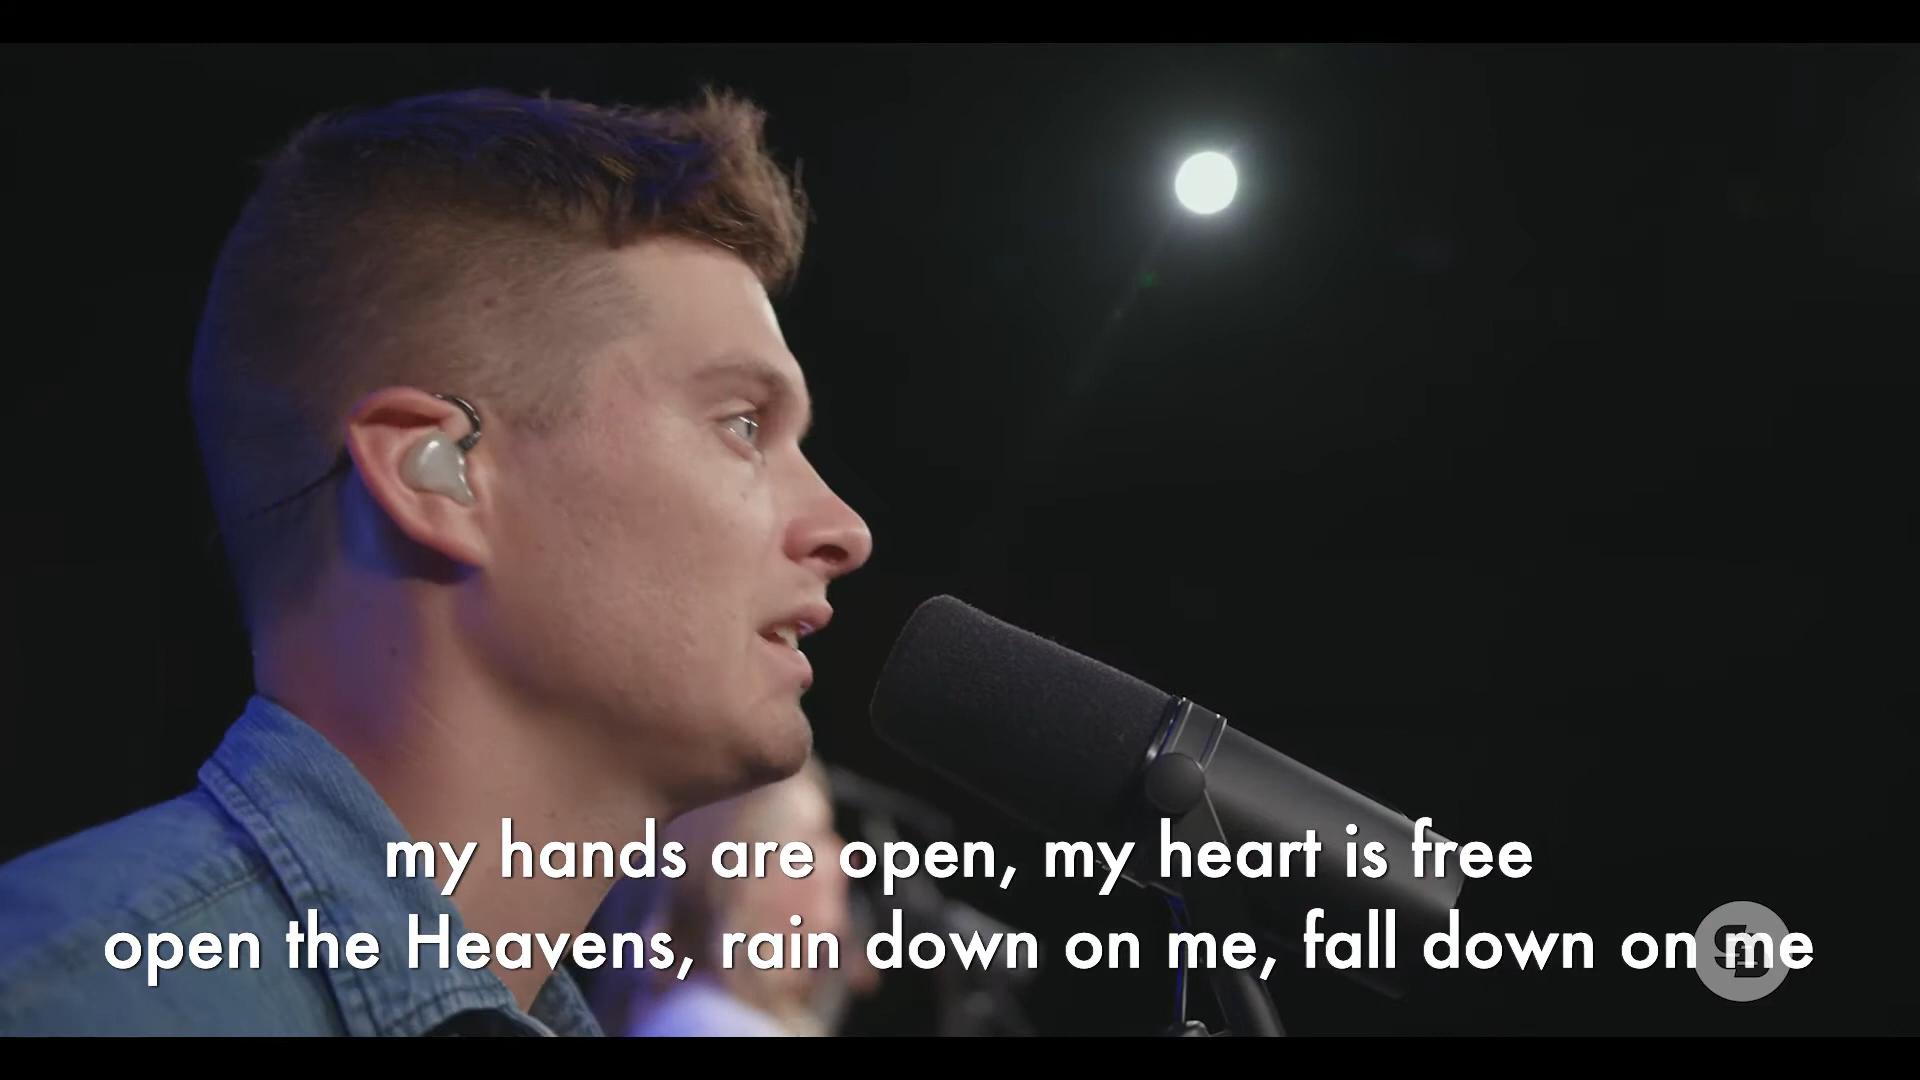 my hands are open, my heart is free
open the Heavens, rain down on me, fall down on me
SD